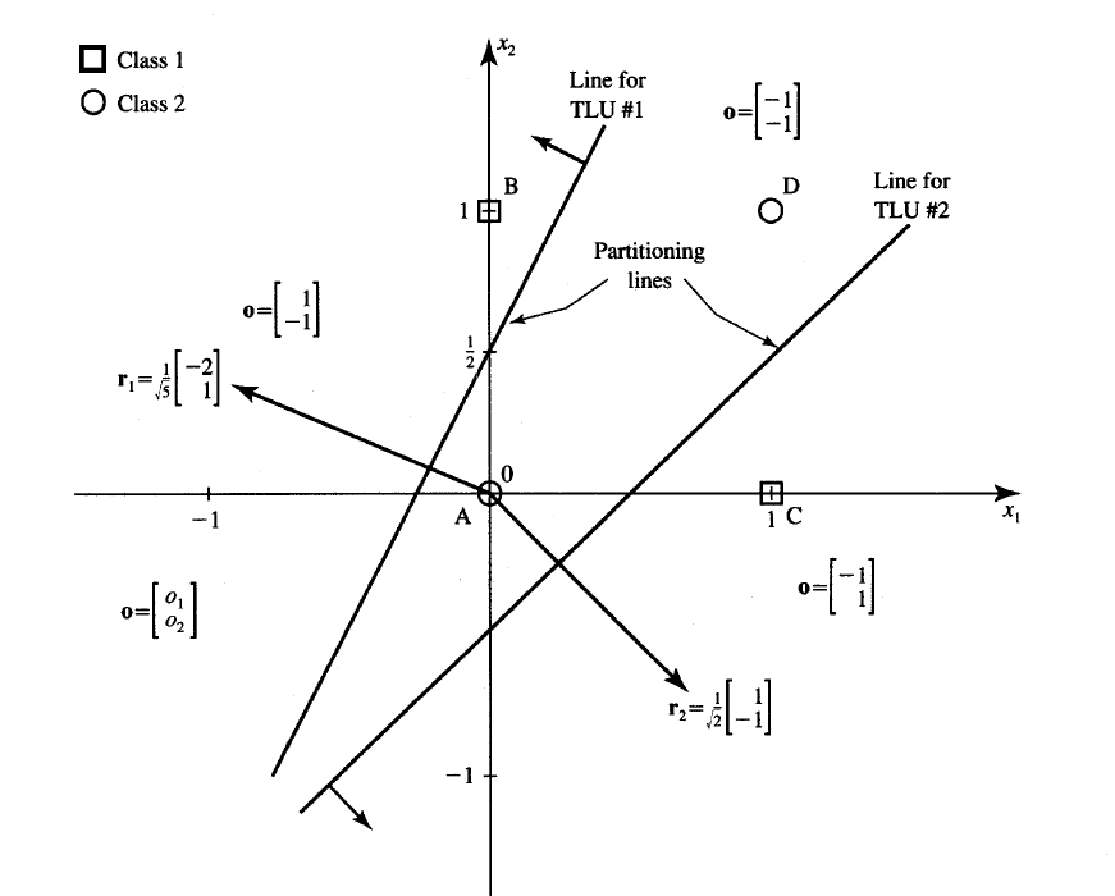 Class 1
Class 2
x₂
Line for
TLU #1
o=[−1 −1]
B
1
D
Line for
TLU #2
Partitioning
lines
o=[1 −1]
1/2
r₁=1/√5[−2 1]
0
−1
A
1 C
x₁
o=[o₁ o₂]
o=[−1 1]
r₂=1/√2[1 −1]
−1